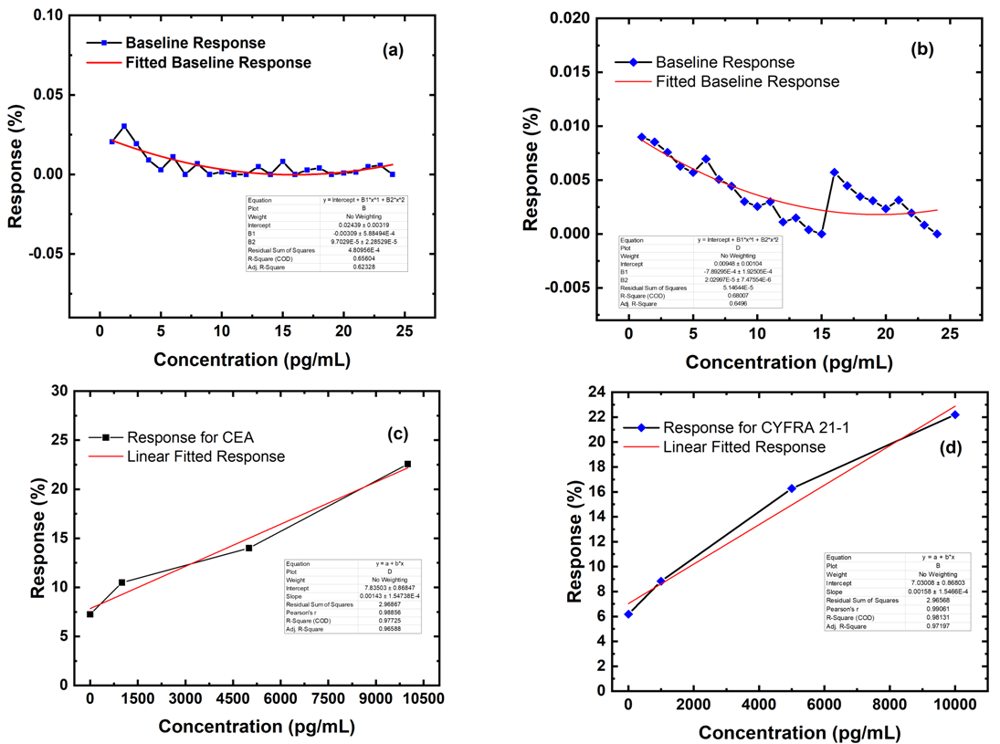 0.10
0.05
0.00
-0.05
Response (%)
Baseline Response
Fitted Baseline Response
(a)
Equation y = Intercept + B1*x^1 + B2*x^2
Plot B
Weight No Weighting
Intercept 0.02439 ± 0.00319
B1 -0.00309 ± 5.88494E-4
B2 9.7029E-5 ± 2.28529E-5
Residual Sum of Squares 4.80956E-4
R-Square (COD) 0.65604
Adj. R-Square 0.62328
0 5 10 15 20 25
Concentration (pg/mL)
0.020
0.015
0.010
0.005
0.000
-0.005
Response (%)
Baseline Response
Fitted Baseline Response
(b)
Equation y = Intercept + B1*x^1 + B2*x^2
Plot D
Weight No Weighting
Intercept 0.00948 ± 0.00104
B1 -7.89295E-4 ± 1.92505E-4
B2 2.02997E-5 ± 7.47554E-6
Residual Sum of Squares 5.14644E-5
R-Square (COD) 0.68007
Adj. R-Square 0.6496
0 5 10 15 20 25
Concentration (pg/mL)
30
25
20
15
10
5
0
Response (%)
Response for CEA
Linear Fitted Response
(c)
Equation y = a + b*x
Plot D
Weight No Weighting
Intercept 7.83503 ± 0.86847
Slope 0.00143 ± 1.54738E-4
Residual Sum of Squares 2.96867
Pearson's r 0.98856
R-Square (COD) 0.97725
Adj. R-Square 0.96588
0 1500 3000 4500 6000 7500 9000 10500
Concentration (pg/mL)
24
22
20
18
16
14
12
10
8
6
4
2
0
Response (%)
Response for CYFRA 21-1
Linear Fitted Response
(d)
Equation y = a + b*x
Plot B
Weight No Weighting
Intercept 7.03008 ± 0.86803
Slope 0.00158 ± 1.5466E-4
Residual Sum of Squares 2.96568
Pearson's r 0.99061
R-Square (COD) 0.98131
Adj. R-Square 0.97197
0 2000 4000 6000 8000 10000
Concentration (pg/mL)